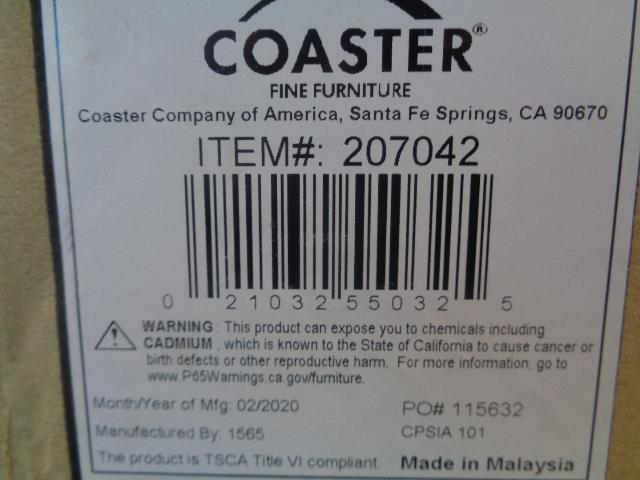 COASTER®
FINE FURNITURE
Coaster Company of America, Santa Fe Springs, CA 90670
ITEM#: 207042
0 21032 55032 5
WARNING : This product can expose you to chemicals including
CADMIUM , which is known to the State of California to cause cancer or
birth defects or other reproductive harm. For more information, go to
www.P65Warnings.ca.gov/furniture.
Month/Year of Mfg: 02/2020
PO# 115632
Manufactured By: 1565
CPSIA 101
The product is TSCA Title VI compliant.
Made in Malaysia